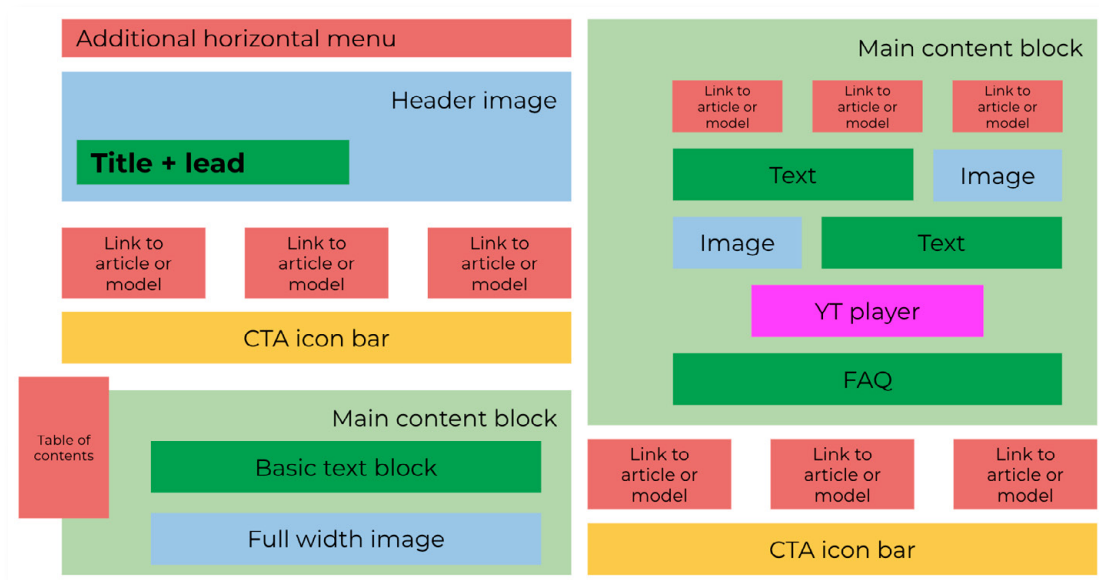 Additional horizontal menu
Header image
Title + lead
Link to
article or
model
Link to
article or
model
Link to
article or
model
CTA icon bar
Table of
contents
Main content block
Basic text block
Full width image
Main content block
Link to
article or
model
Link to
article or
model
Link to
article or
model
Text
Image
Image
Text
YT player
FAQ
Link to
article or
model
Link to
article or
model
Link to
article or
model
CTA icon bar